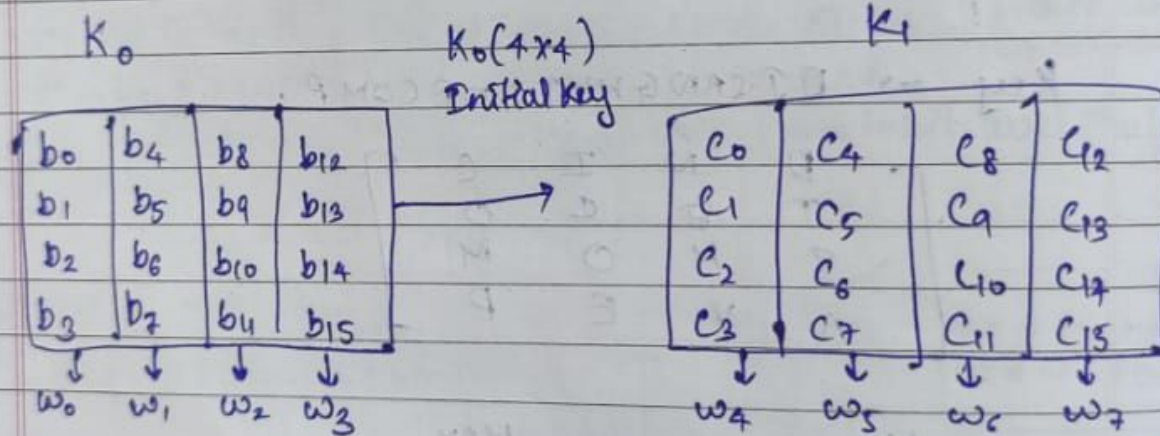 K0 K0(4x4) K1
Initial Key
b0 b4 b8 b12 C0 C4 C8 C12
b1 b5 b9 b13 C1 C5 C9 C13
b2 b6 b10 b14 C2 C6 C10 C14
b3 b7 b11 b15 C3 C7 C11 C15
w0 w1 w2 w3 w4 w5 w6 w7